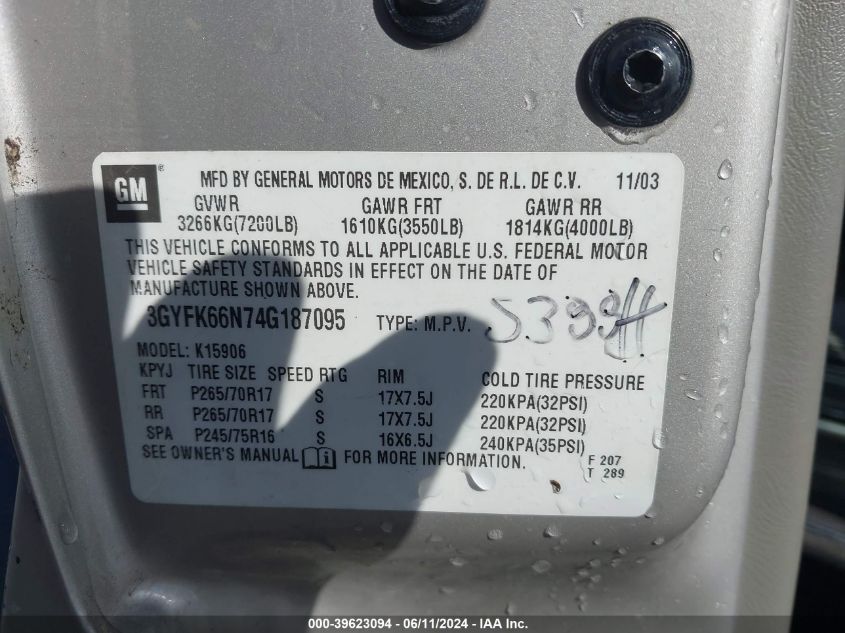 GM ® MFD BY GENERAL MOTORS DE MEXICO, S. DE R.L. DE C.V. 11/03
GVWR GAWR FRT GAWR RR
3266KG(7200LB) 1610KG(3550LB) 1814KG(4000LB)
THIS VEHICLE CONFORMS TO ALL APPLICABLE U.S. FEDERAL MOTOR
VEHICLE SAFETY STANDARDS IN EFFECT ON THE DATE OF
MANUFACTURE SHOWN ABOVE.
3GYFK66N74G187095 TYPE: M.P.V.
MODEL: K15906
KPYJ TIRE SIZE SPEED RTG RIM COLD TIRE PRESSURE
FRT P265/70R17 S 17X7.5J 220KPA(32PSI)
RR P265/70R17 S 17X7.5J 220KPA(32PSI)
SPA P245/75R16 S 16X6.5J 240KPA(35PSI)
SEE OWNER'S MANUAL FOR MORE INFORMATION.
F 207
T 289
000-39623094 - 06/11/2024 - IAA Inc.